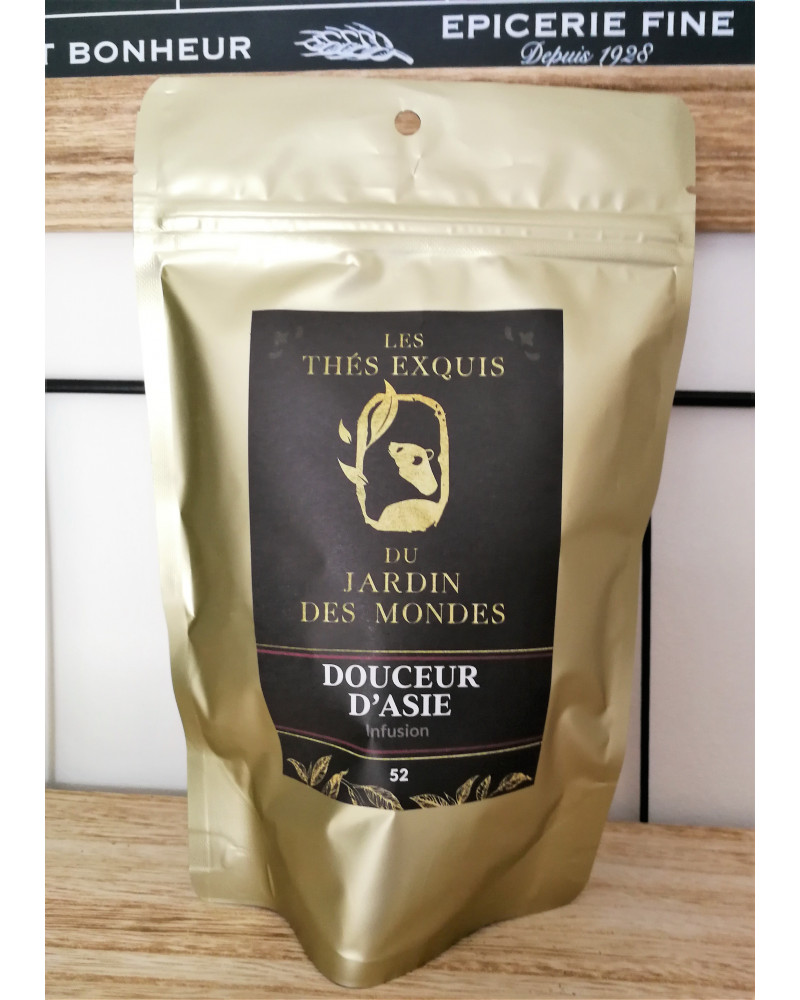 T BONHEUR
EPICERIE FINE
Depuis 1928
LES
THÉS EXQUIS
DU
JARDIN
DES MONDES
DOUCEUR
D'ASIE
Infusion
52